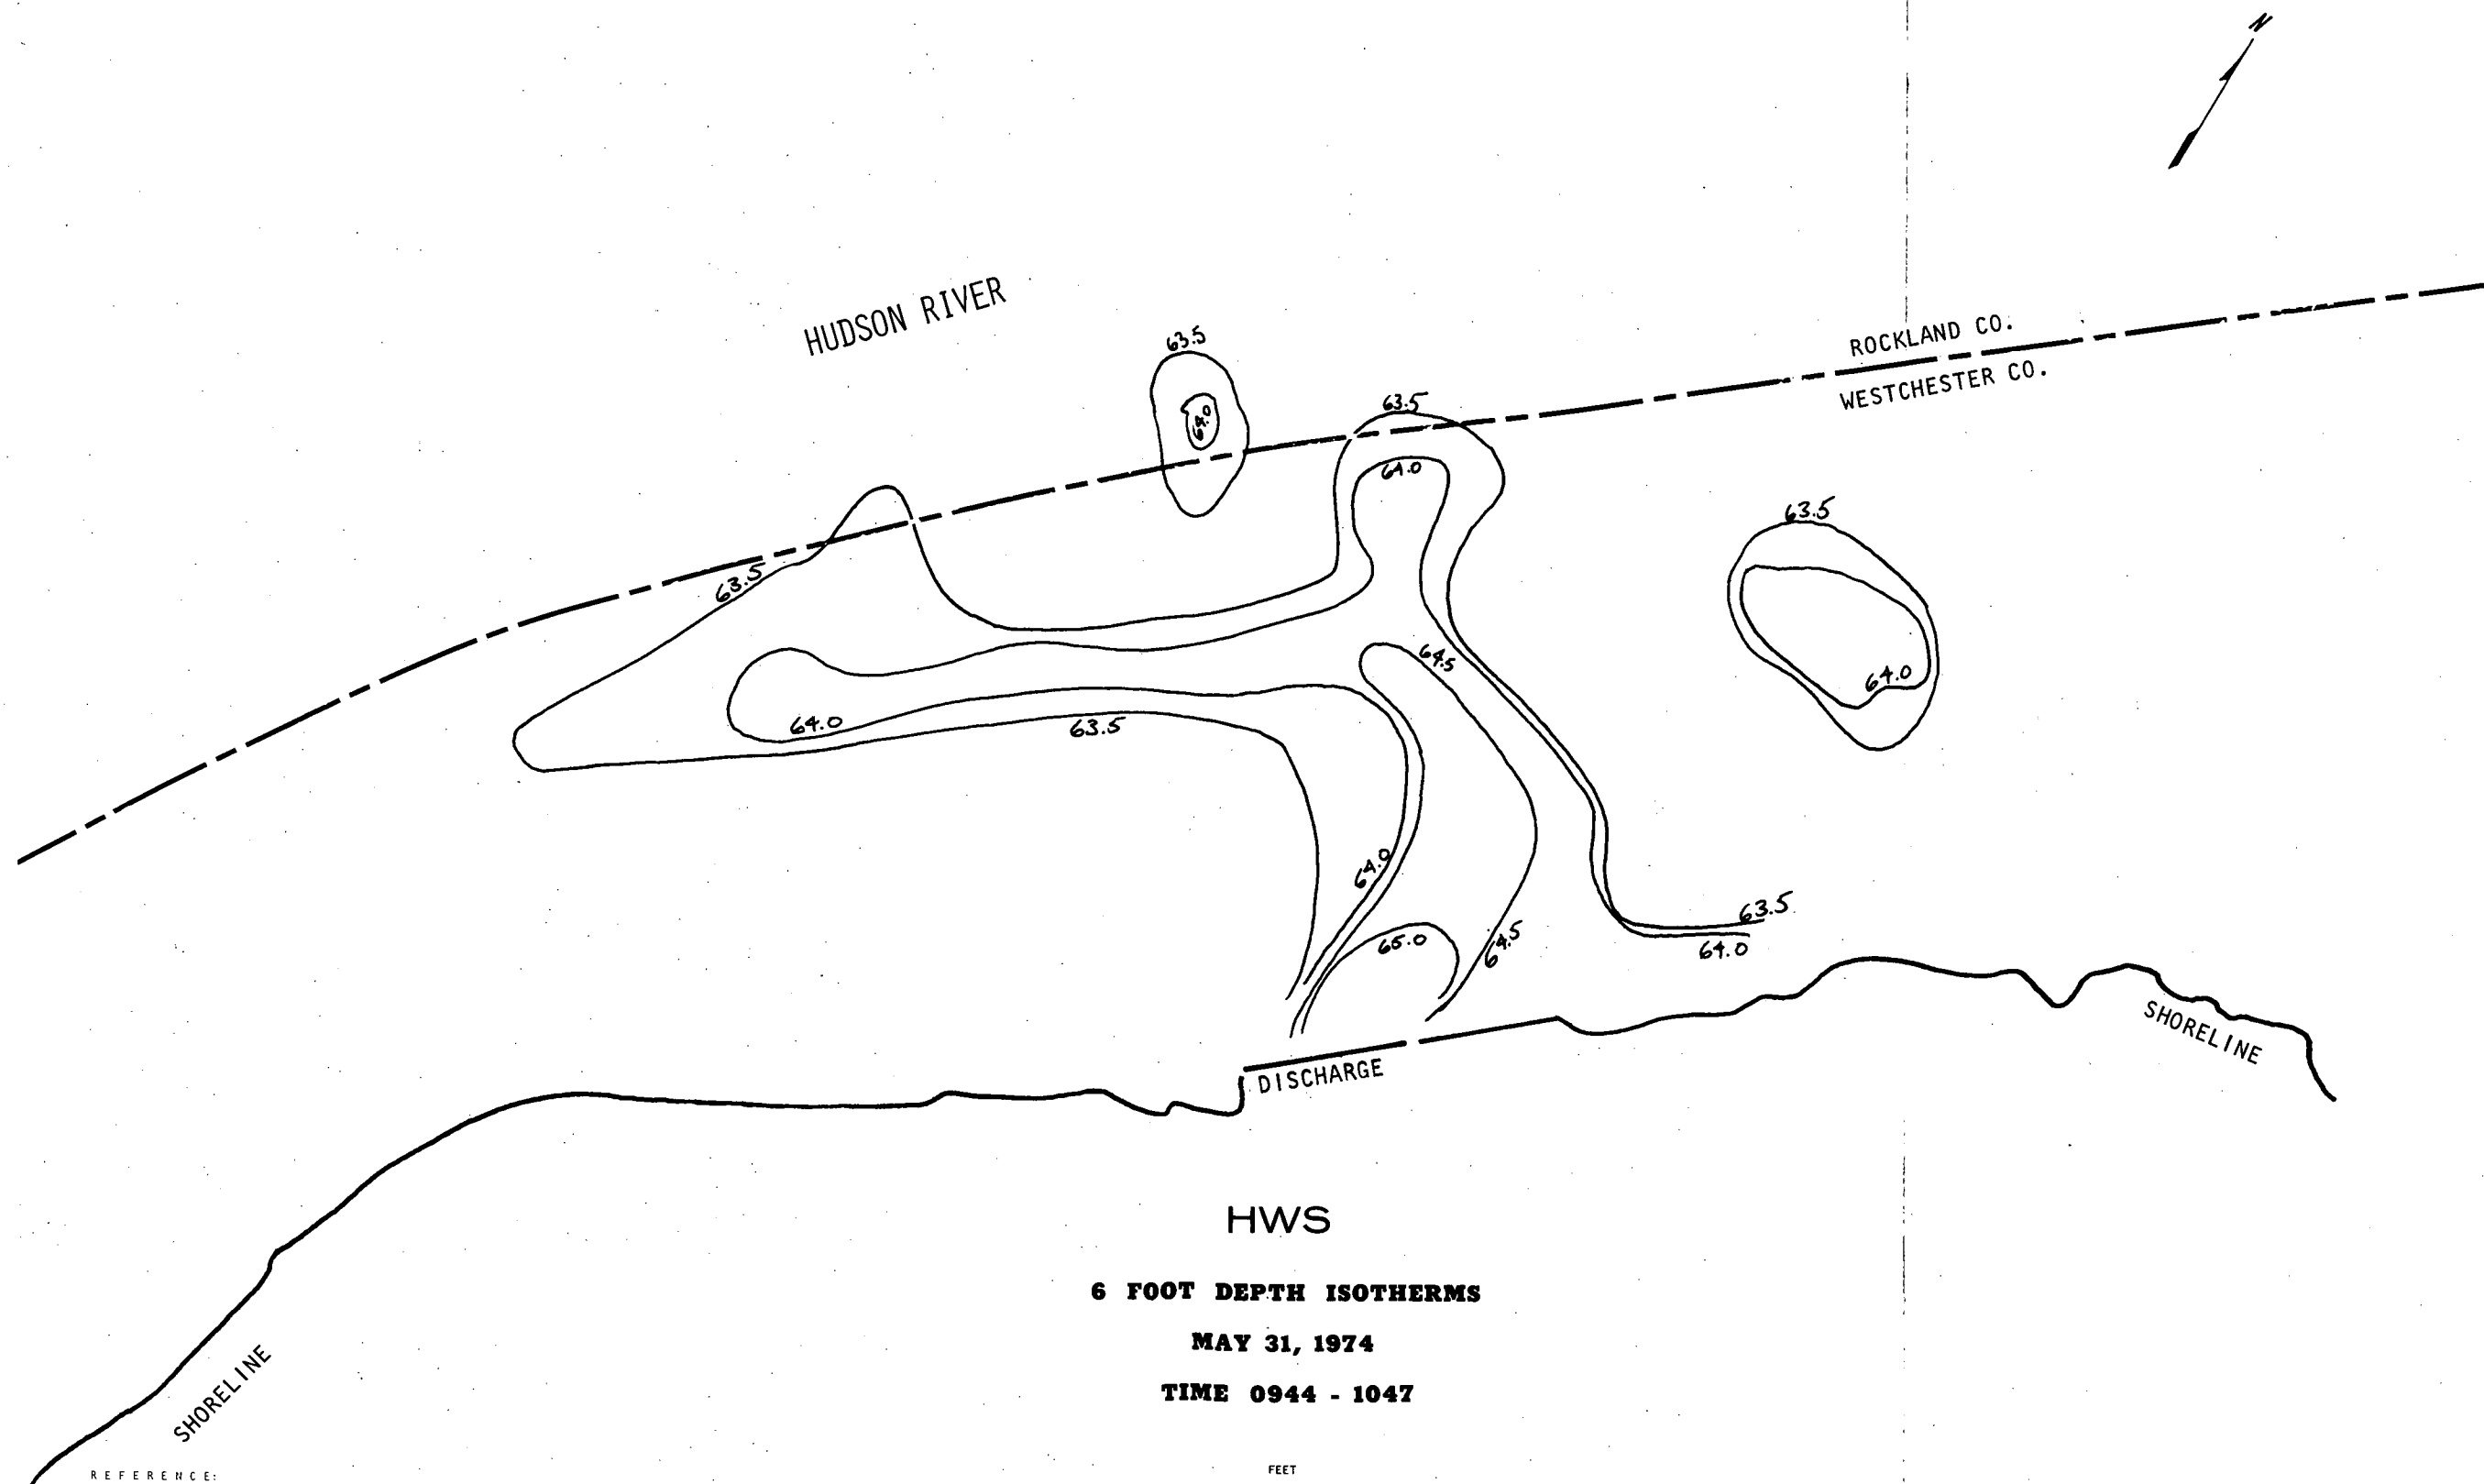 N
HUDSON RIVER
ROCKLAND CO.
WESTCHESTER CO.
63.5
64.0
63.5
64.0
63.5
63.5
64.0
64.5
64.0
63.5
64.0
65.0
64.5
63.5
64.0
SHORELINE
DISCHARGE
HWS
6 FOOT DEPTH ISOTHERMS
MAY 31, 1974
TIME 0944 - 1047
SHORELINE
REFERENCE:
FEET